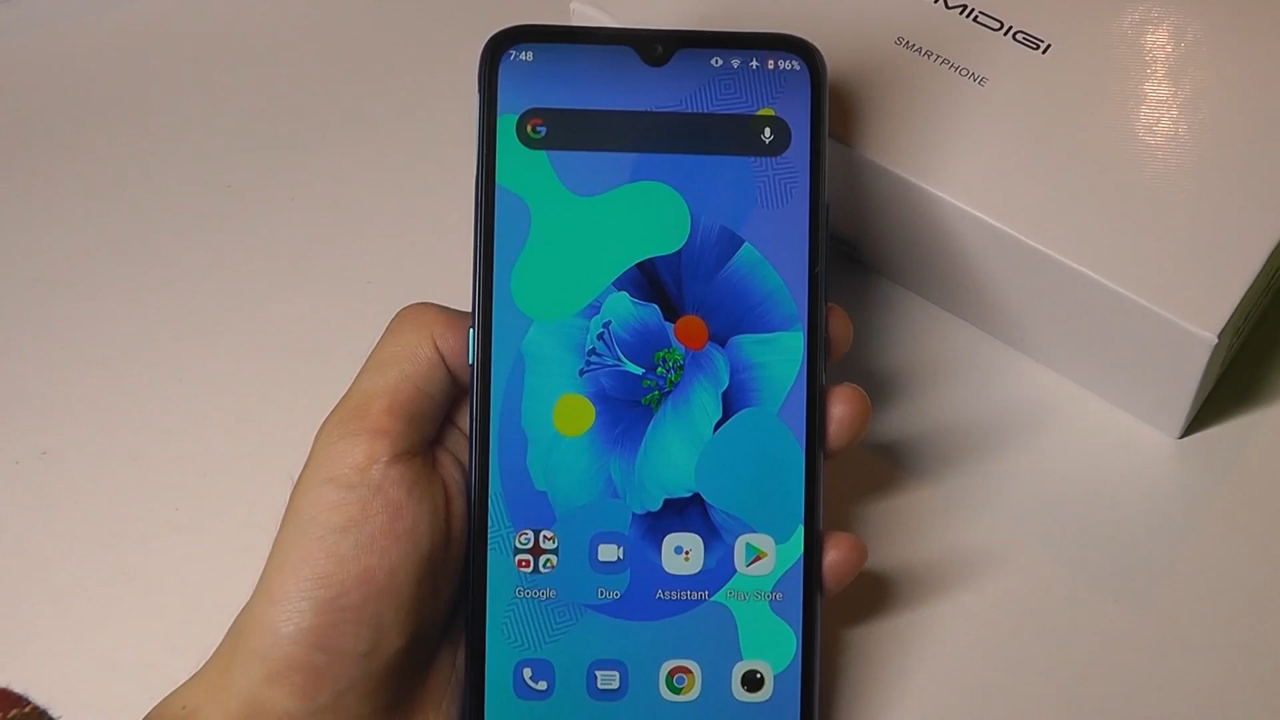 7:48
96%
MIDIGI
SMARTPHONE
Google
Duo
Assistant
Play Store